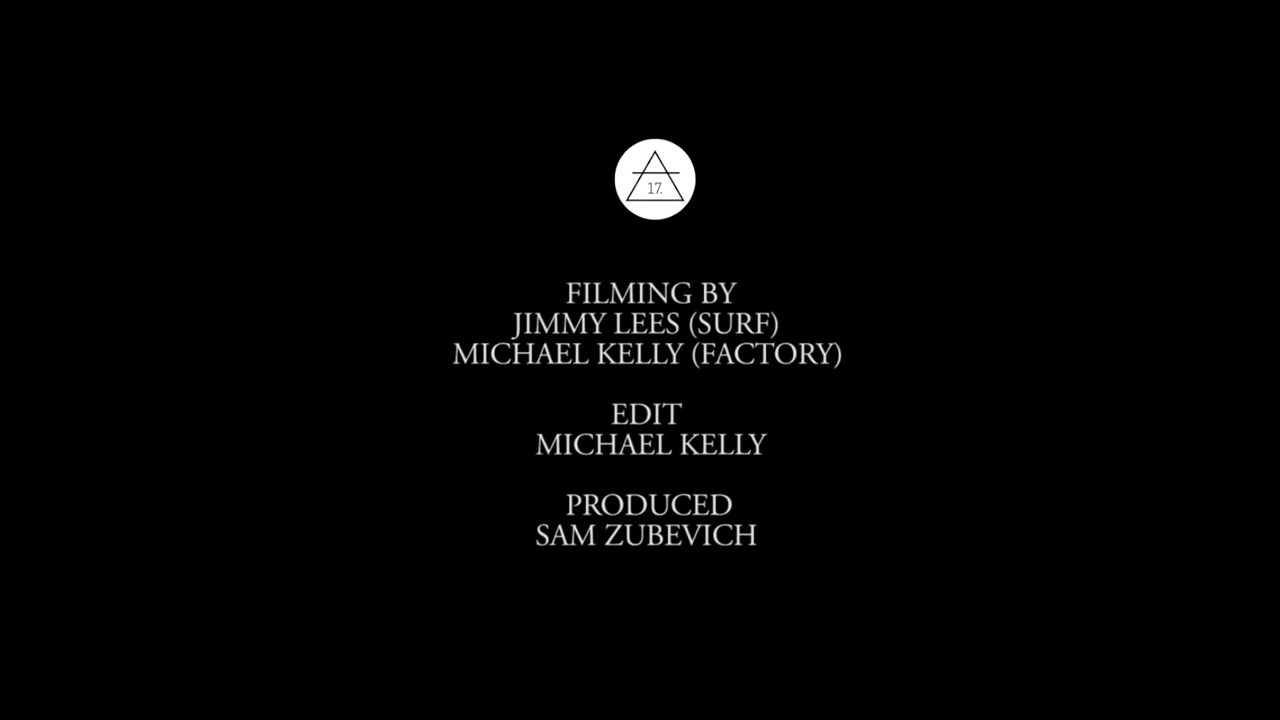 17.
FILMING BY
JIMMY LEES (SURF)
MICHAEL KELLY (FACTORY)
EDIT
MICHAEL KELLY
PRODUCED
SAM ZUBEVICH